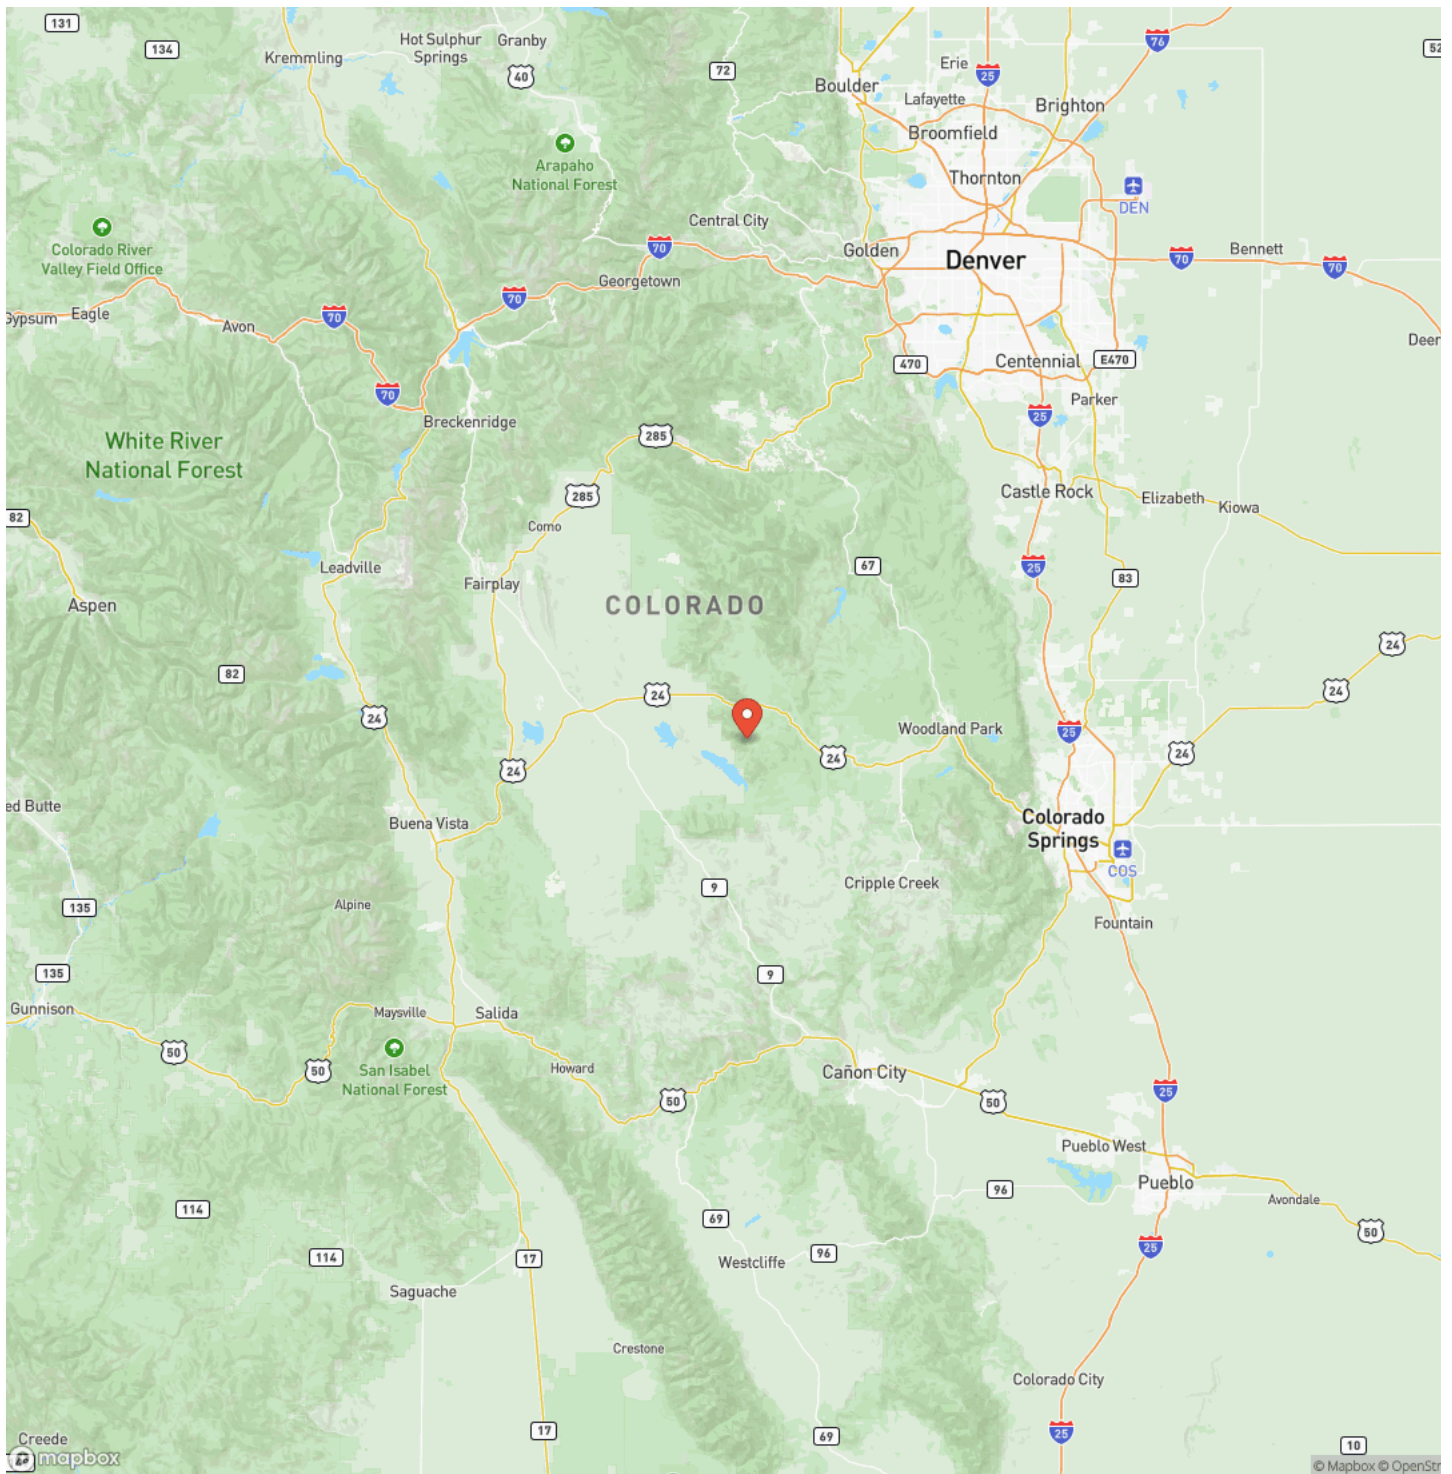 131
134
Kremmling
Hot Sulphur
Springs
Granby
40
72
Boulder
Erie
25
76
52
Lafayette
Brighton
Broomfield
Arapaho
National Forest
Thornton
DEN
Colorado River
Valley Field Office
Central City
70
Golden
Denver
70
Bennett
70
Georgetown
70
Gypsum
Eagle
70
Avon
470
Centennial
E470
Deer
70
Parker
25
Breckenridge
285
White River
National Forest
285
Castle Rock
Elizabeth
Kiowa
82
Como
Leadville
Fairplay
67
25
83
Aspen
COLORADO
82
24
24
24
24
Woodland Park
25
24
24
24
ed Butte
Buena Vista
Colorado
Springs
COS
9
Cripple Creek
135
Alpine
Fountain
135
9
Gunnison
Maysville
Salida
50
50
San Isabel
National Forest
Howard
Cañon City
50
50
25
Pueblo West
Pueblo
96
114
Avondale
69
50
114
17
Westcliffe
96
25
Saguache
Crestone
Colorado City
17
69
25
10
Creede
mapbox
© Mapbox © OpenStr